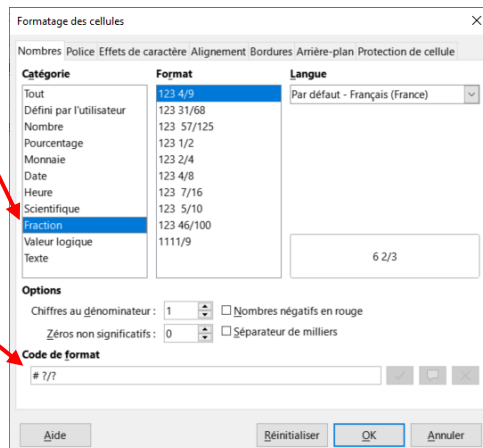 Formatage des cellules
Nombres Police Effets de caractère Alignement Bordures Arrière-plan Protection de cellule
Catégorie
Tout
Défini par l'utilisateur
Nombre
Pourcentage
Monnaie
Date
Heure
Scientifique
Fraction
Valeur logique
Texte
Format
123 4/9
123 31/68
123 57/125
123 1/2
123 2/4
123 4/8
123 7/16
123 5/10
123 46/100
1111/9
Langue
Par défaut - Français (France)
6 2/3
Options
Chiffres au dénominateur : 1
Nombres négatifs en rouge
Zéros non significatifs : 0
Séparateur de milliers
Code de format
# ?/?
Aide
Réinitialiser
OK
Annuler